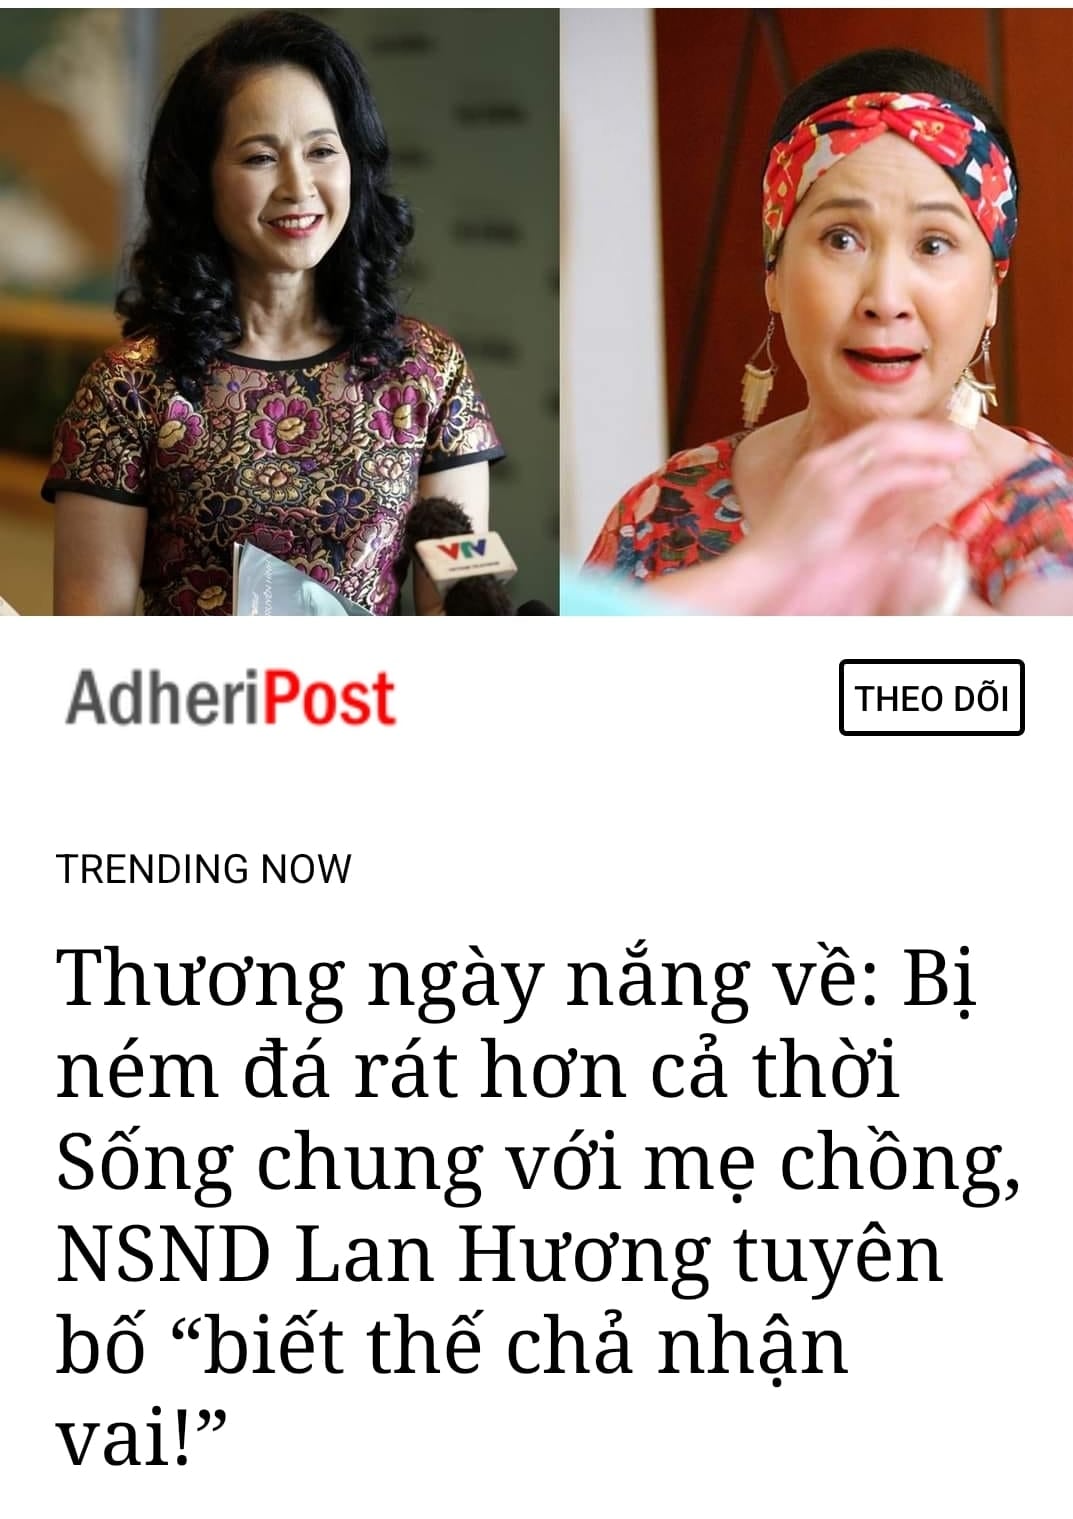 VTV
AdheriPost
THEO DÕI
TRENDING NOW
Thương ngày nắng về: Bị
ném đá rát hơn cả thời
Sống chung với mẹ chồng,
NSND Lan Hương tuyên
bố “biết thế chả nhận
vai!”